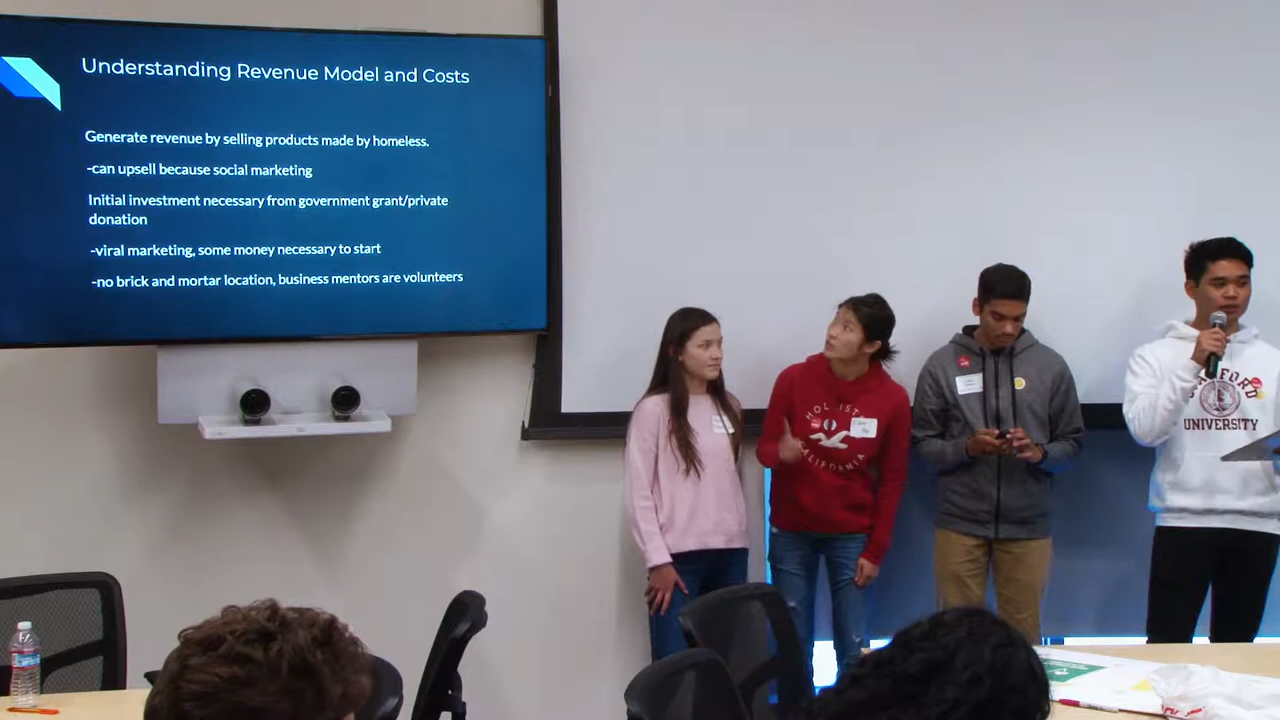 Understanding Revenue Model and Costs
Generate revenue by selling products made by homeless.
-can upsell because social marketing
Initial investment necessary from government grant/private
donation
-viral marketing, some money necessary to start
-no brick and mortar location, business mentors are volunteers
CALIFORNIA
UNIVERSITY